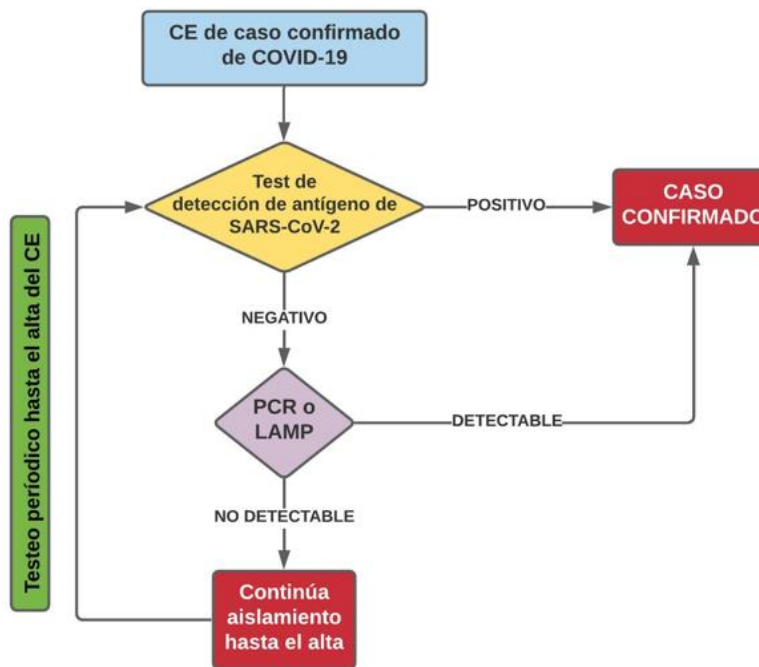 CE de caso confirmado
de COVID-19
Test de
detección de antígeno de
SARS-CoV-2
POSITIVO
CASO
CONFIRMADO
NEGATIVO
PCR o
LAMP
DETECTABLE
NO DETECTABLE
Continúa
aislamiento
hasta el alta
Testeo períodico hasta el alta del CE